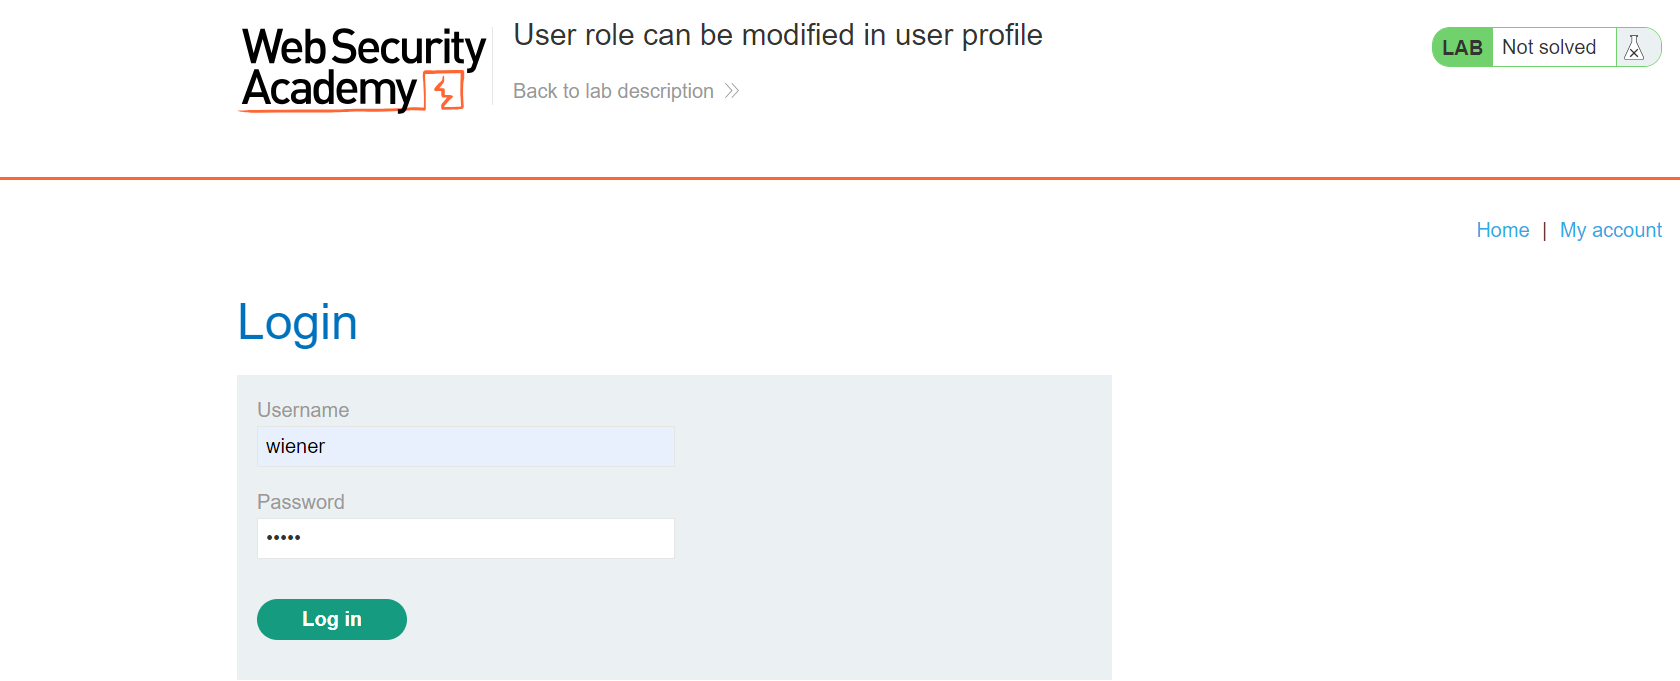 Web Security
Academy
User role can be modified in user profile
Back to lab description
LAB Not solved
Home | My account
Login
Username
wiener
Password
•••••
Log in